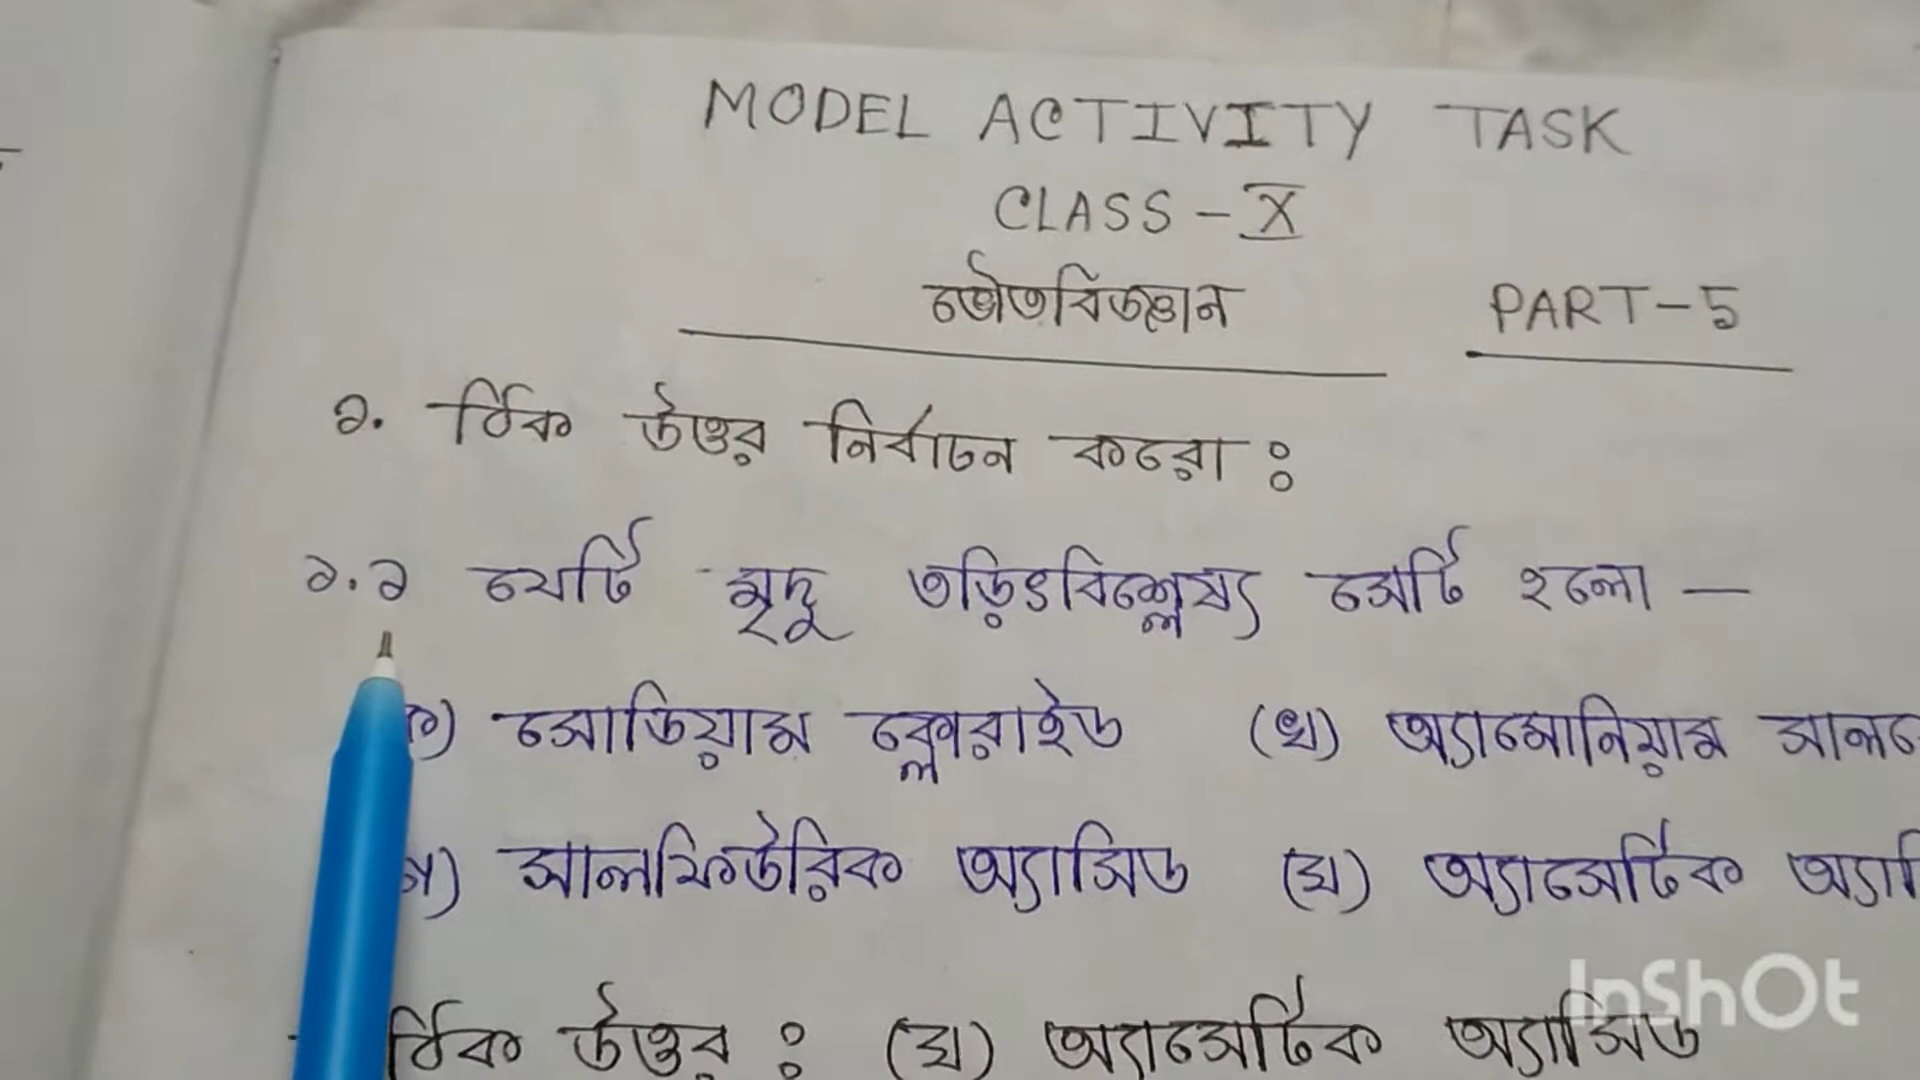 MODEL ACTIVITY TASK
CLASS - X
ভৌতবিজ্ঞান PART-5
১. ঠিক উত্তর নির্বাচন করো :
১.১ যেটি মৃদু তড়িৎবিশ্লেষ্য সেটি হলো —
ক) সোডিয়াম ক্লোরাইড (খ) অ্যামোনিয়াম
গ) সালফিউরিক অ্যাসিড (ঘ) অ্যাসেটিক
ঠিক উত্তর : (ঘ) অ্যাসেটিক অ্যাসিড
InShOt